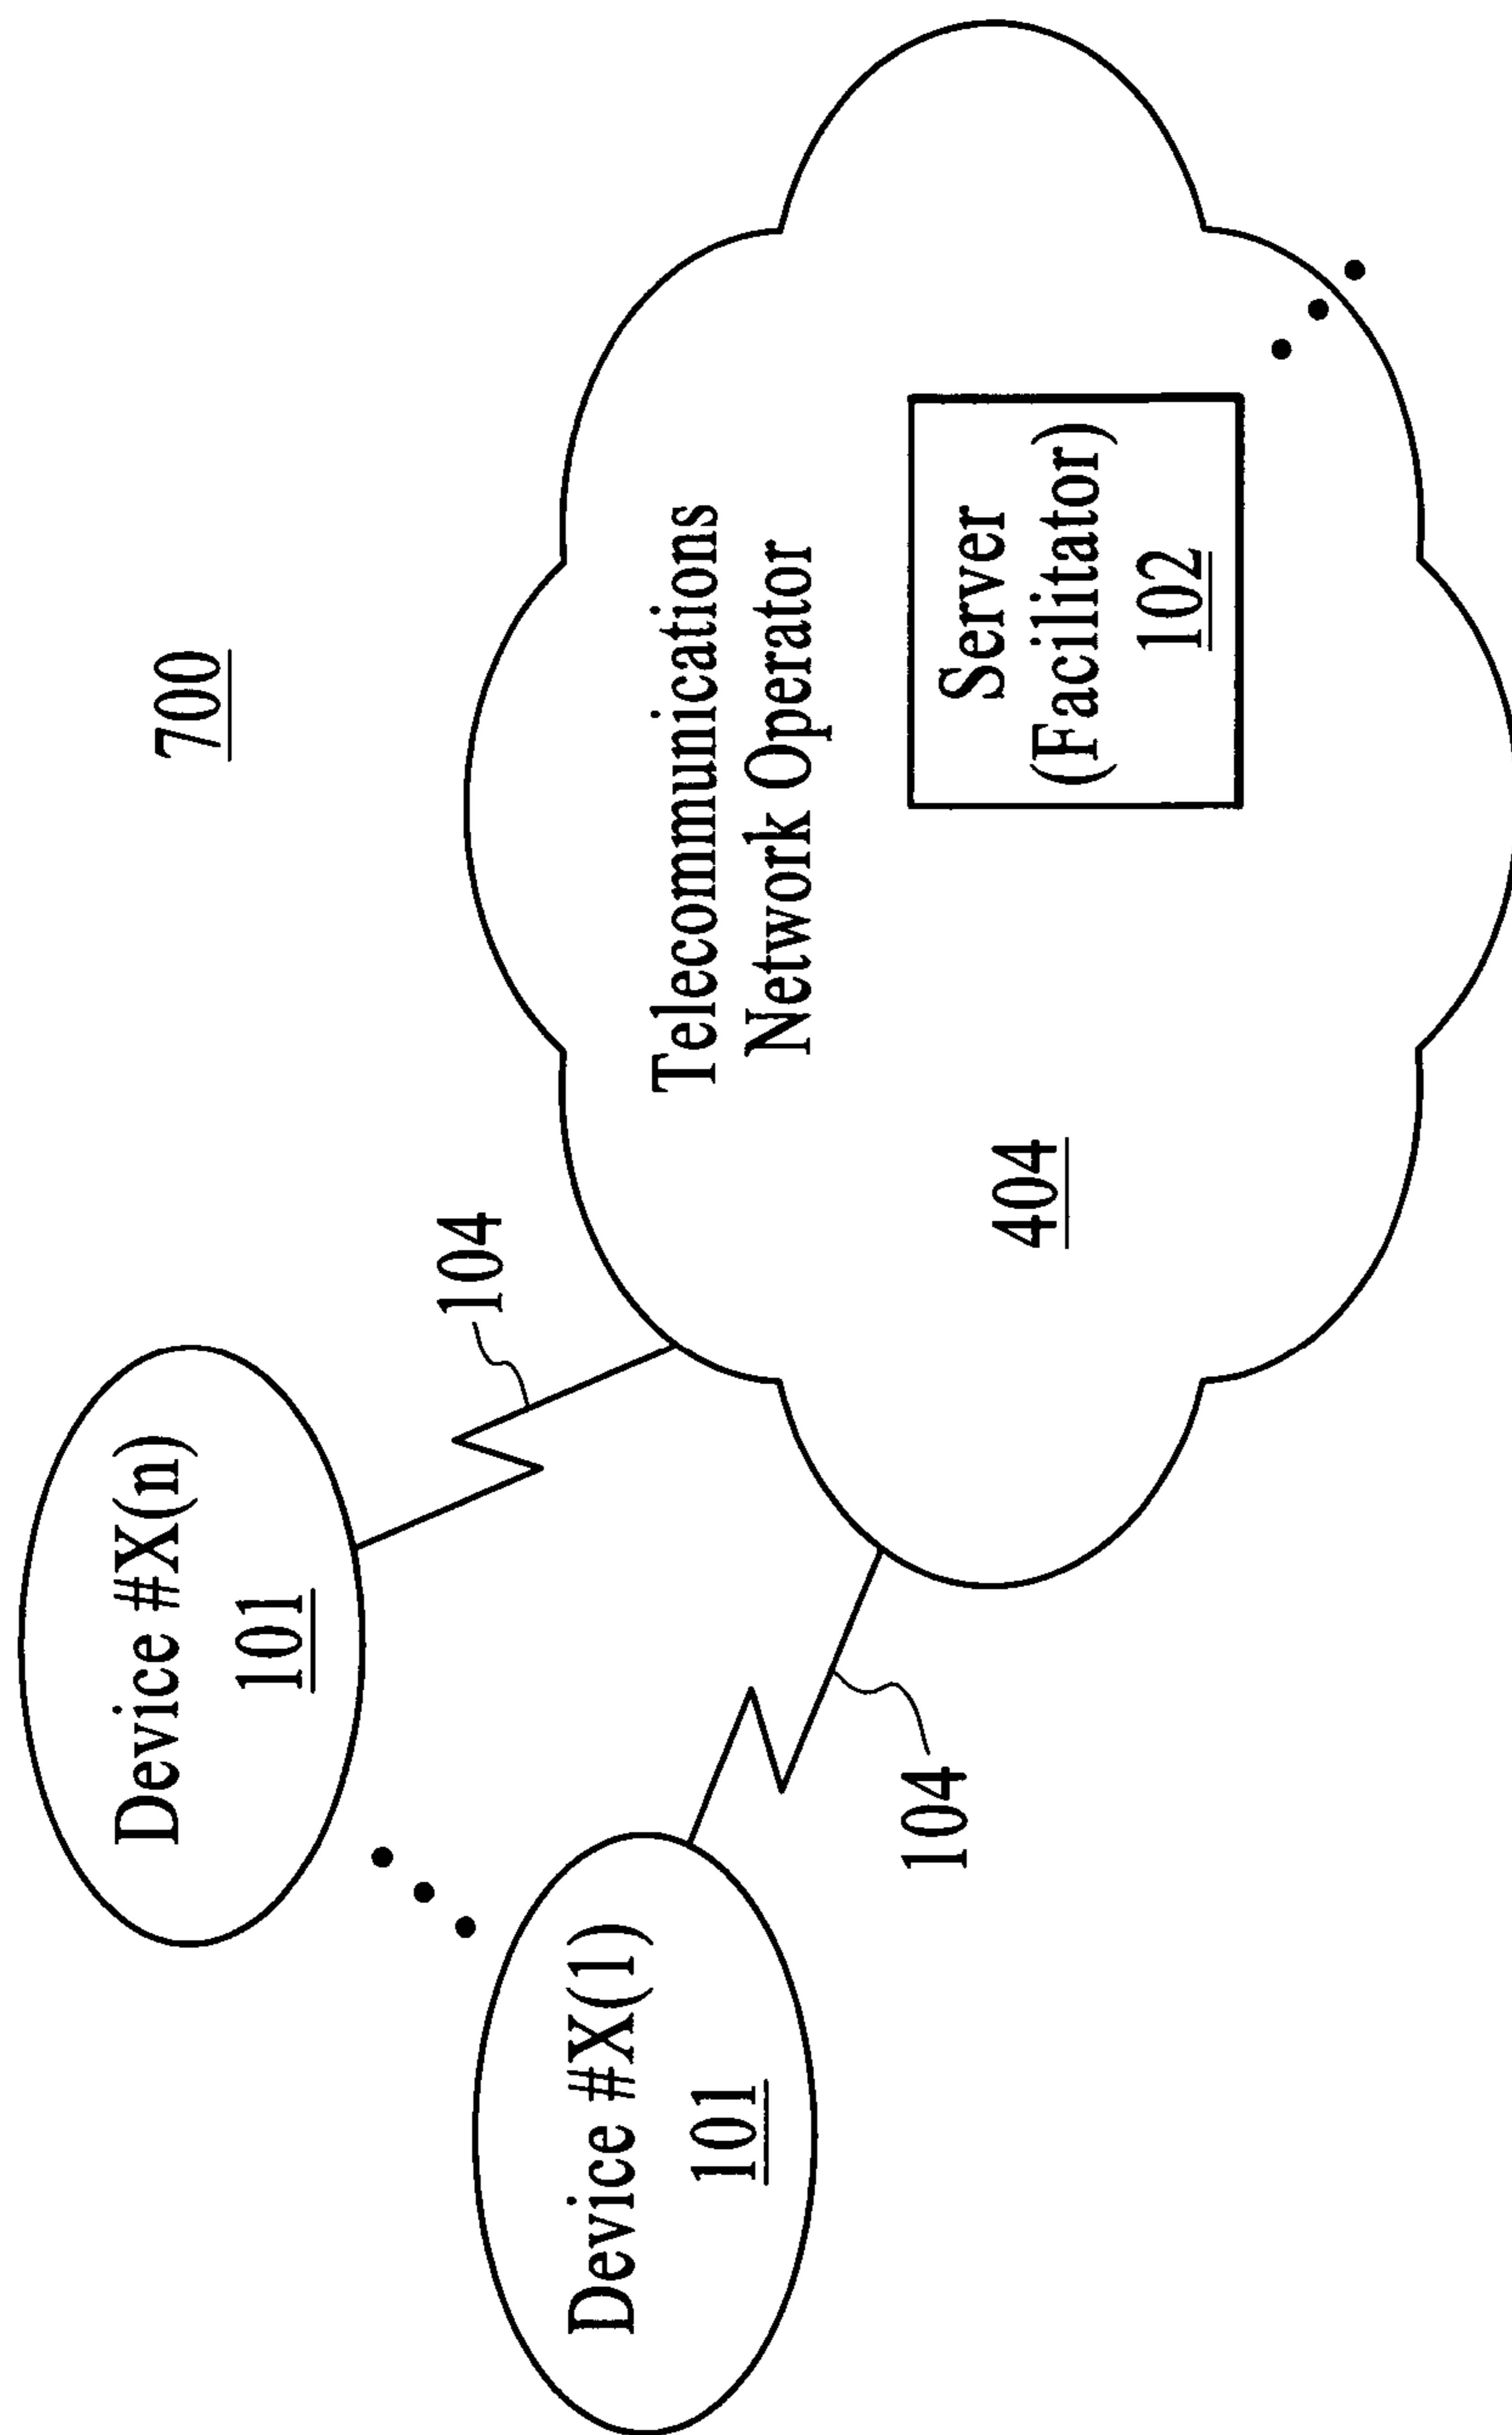 700
Device #X(n)
101
104
Telecommunications
Network Operator
Device #X(1)
101
104
404
Server
(Facilitator)
102